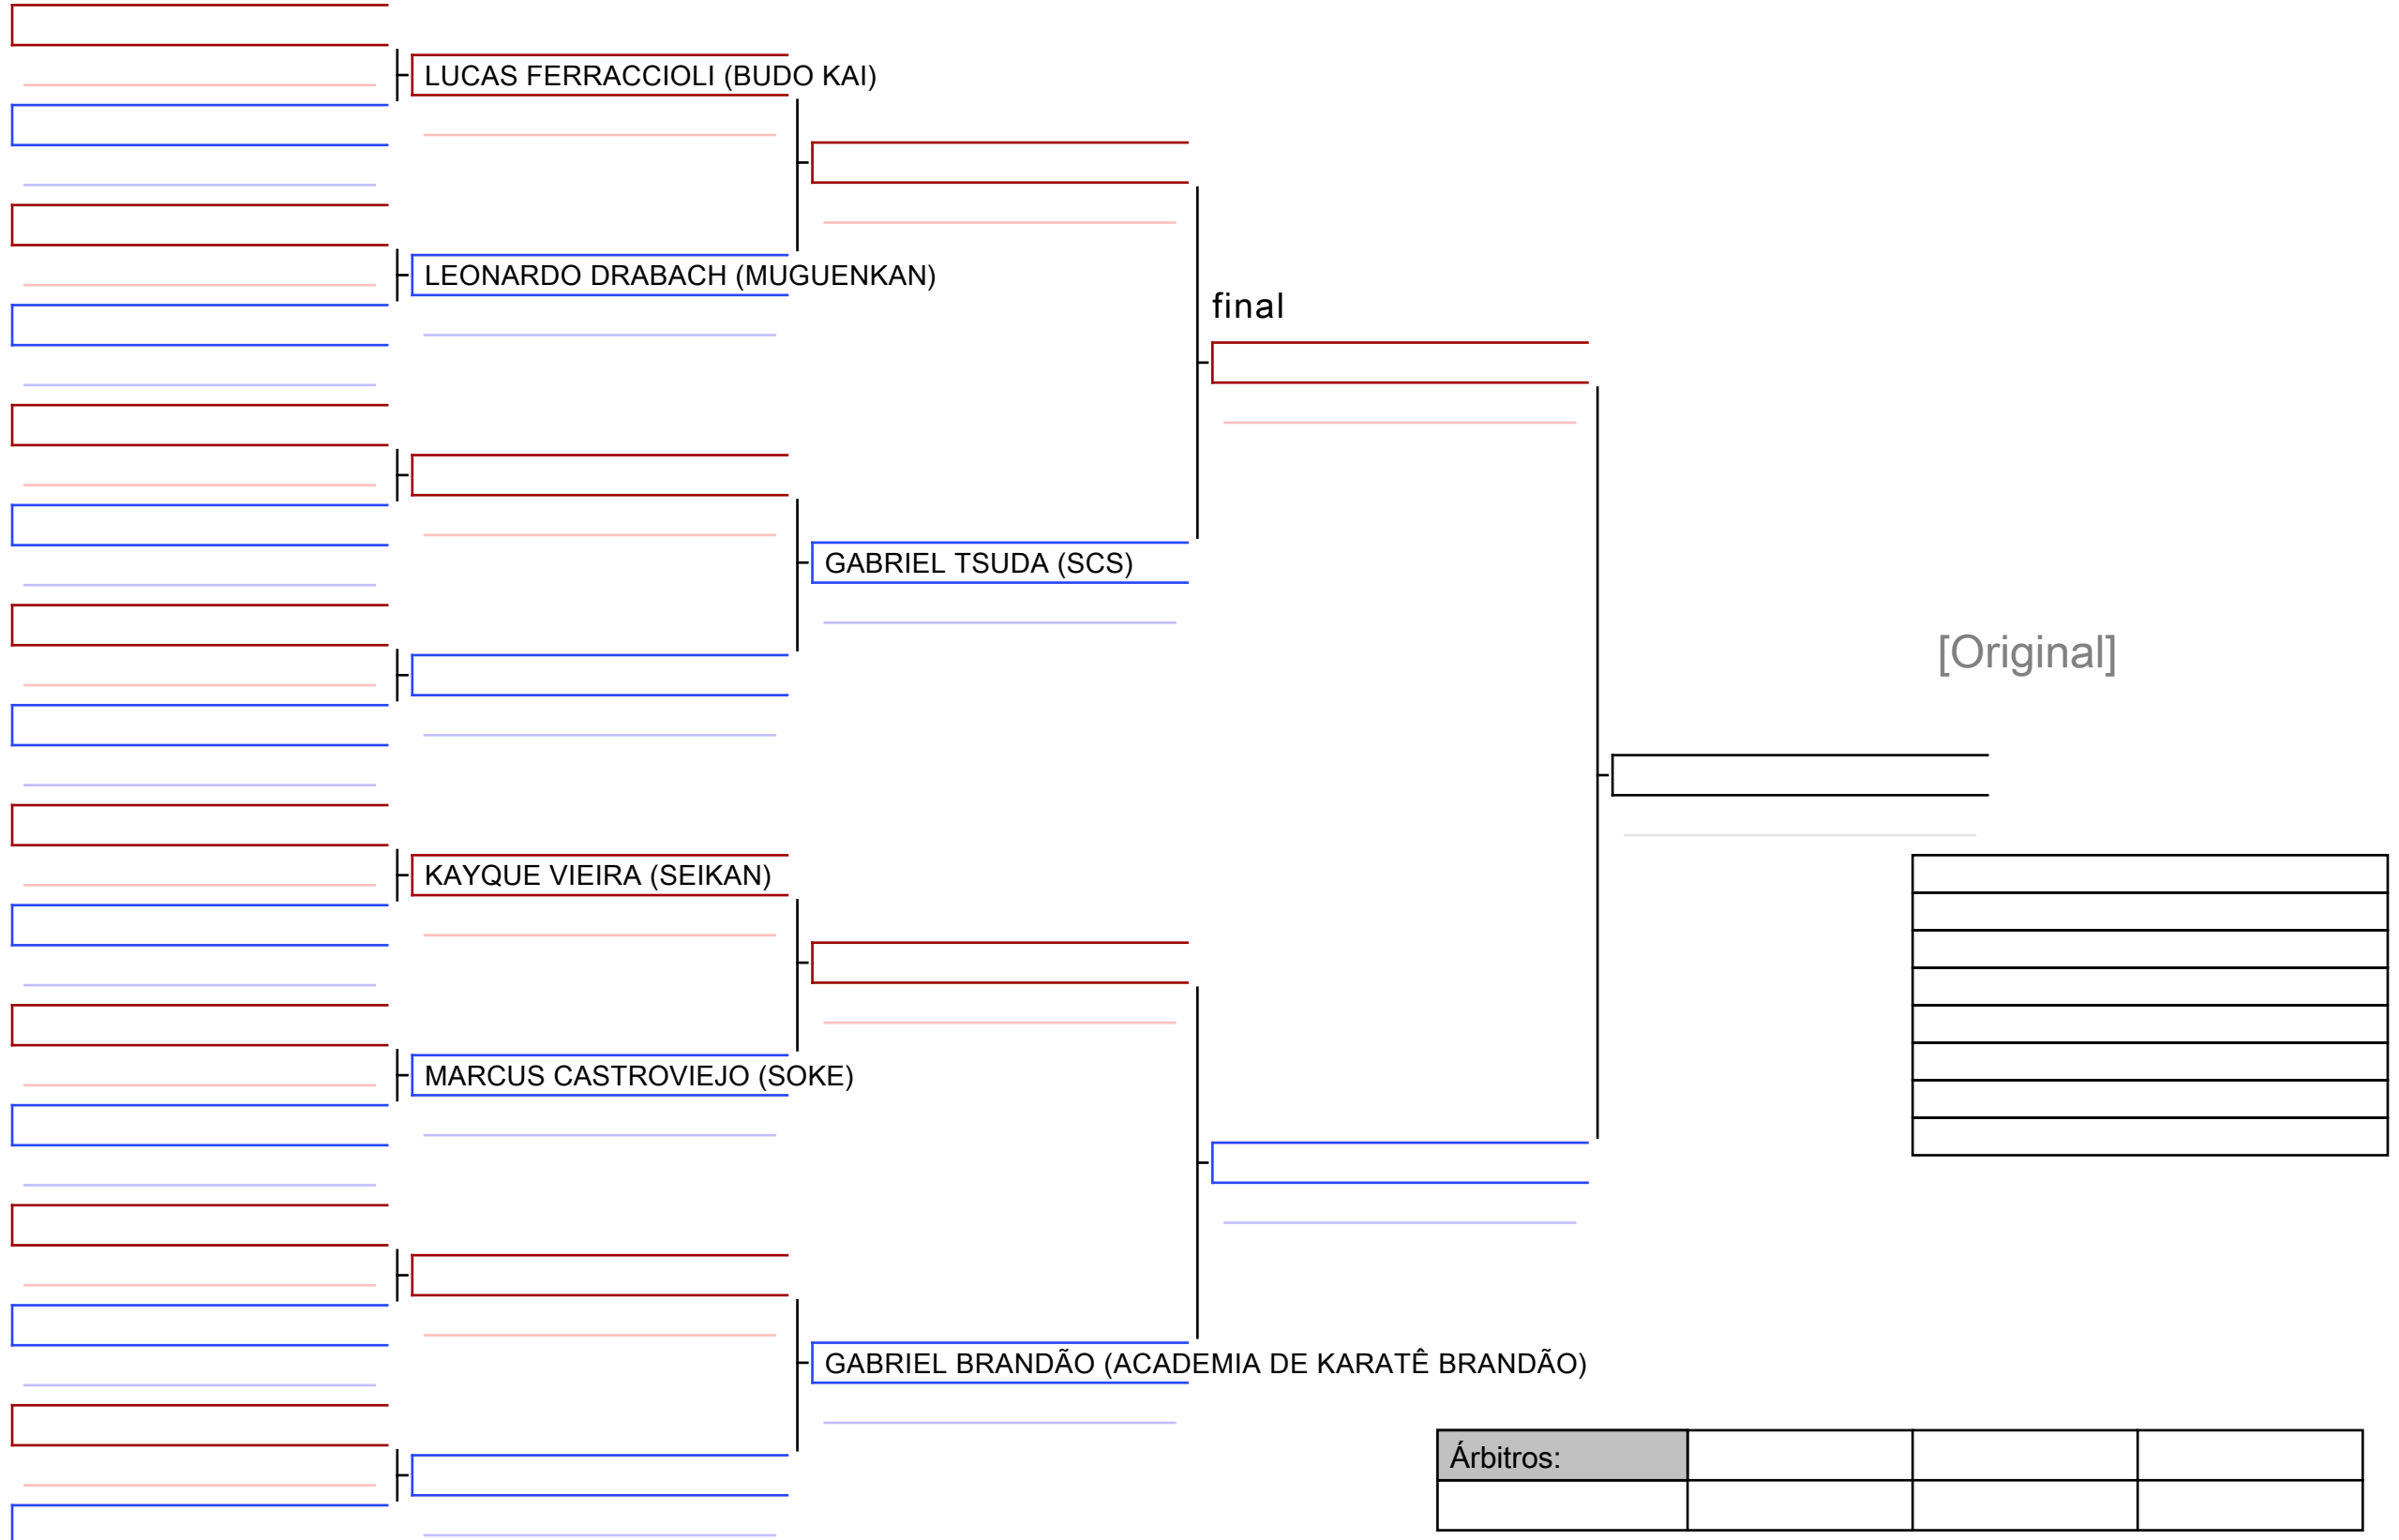 LUCAS FERRACCIOLI (BUDO KAI)
LEONARDO DRABACH (MUGUENKAN)
final
GABRIEL TSUDA (SCS)
[Original]
KAYQUE VIEIRA (SEIKAN)
MARCUS CASTROVIEJO (SOKE)
GABRIEL BRANDÃO (ACADEMIA DE KARATÊ BRANDÃO)
Árbitros: